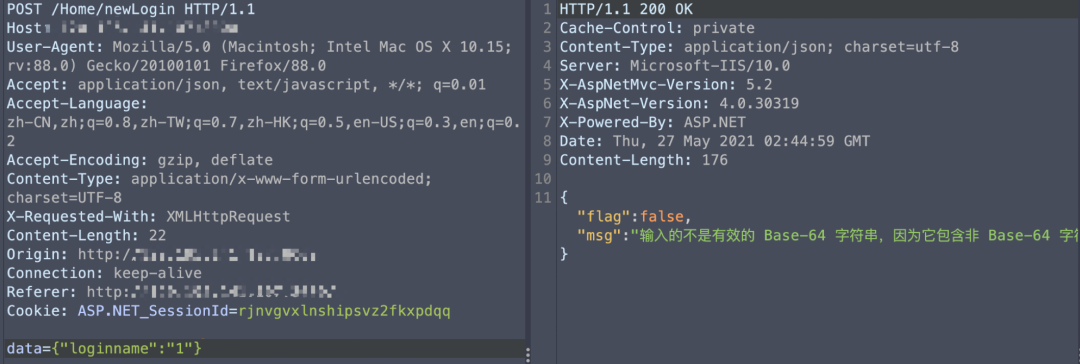 POST /Home/newLogin HTTP/1.1
Host:
User-Agent: Mozilla/5.0 (Macintosh; Intel Mac OS X 10.15;
rv:88.0) Gecko/20100101 Firefox/88.0
Accept: application/json, text/javascript, */*; q=0.01
Accept-Language:
zh-CN,zh;q=0.8,zh-TW;q=0.7,zh-HK;q=0.5,en-US;q=0.3,en;q=0.
2
Accept-Encoding: gzip, deflate
Content-Type: application/x-www-form-urlencoded;
charset=UTF-8
X-Requested-With: XMLHttpRequest
Content-Length: 22
Origin: http:/
Connection: keep-alive
Referer: http:
Cookie: ASP.NET_SessionId=rjnvgvxlnshipsvz2fkxpdqq
data={"loginname":"1"}
1 HTTP/1.1 200 OK
2 Cache-Control: private
3 Content-Type: application/json; charset=utf-8
4 Server: Microsoft-IIS/10.0
5 X-AspNetMvc-Version: 5.2
6 X-AspNet-Version: 4.0.30319
7 X-Powered-By: ASP.NET
8 Date: Thu, 27 May 2021 02:44:59 GMT
9 Content-Length: 176
10
11 {
"flag":false,
"msg":"输入的不是有效的 Base-64 字符串，因为它包含非 Base-64 字符
}